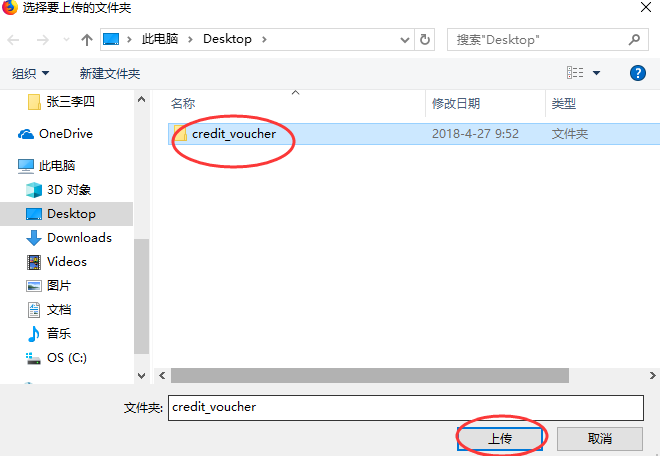 选择要上传的文件夹
此电脑 Desktop
搜索"Desktop"
组织 新建文件夹
张三李四
OneDrive
此电脑
3D 对象
Desktop
Downloads
Videos
图片
文档
音乐
OS (C:)
名称 修改日期 类型
credit_voucher 2018-4-27 9:52 文件夹
文件夹: credit_voucher
上传 取消